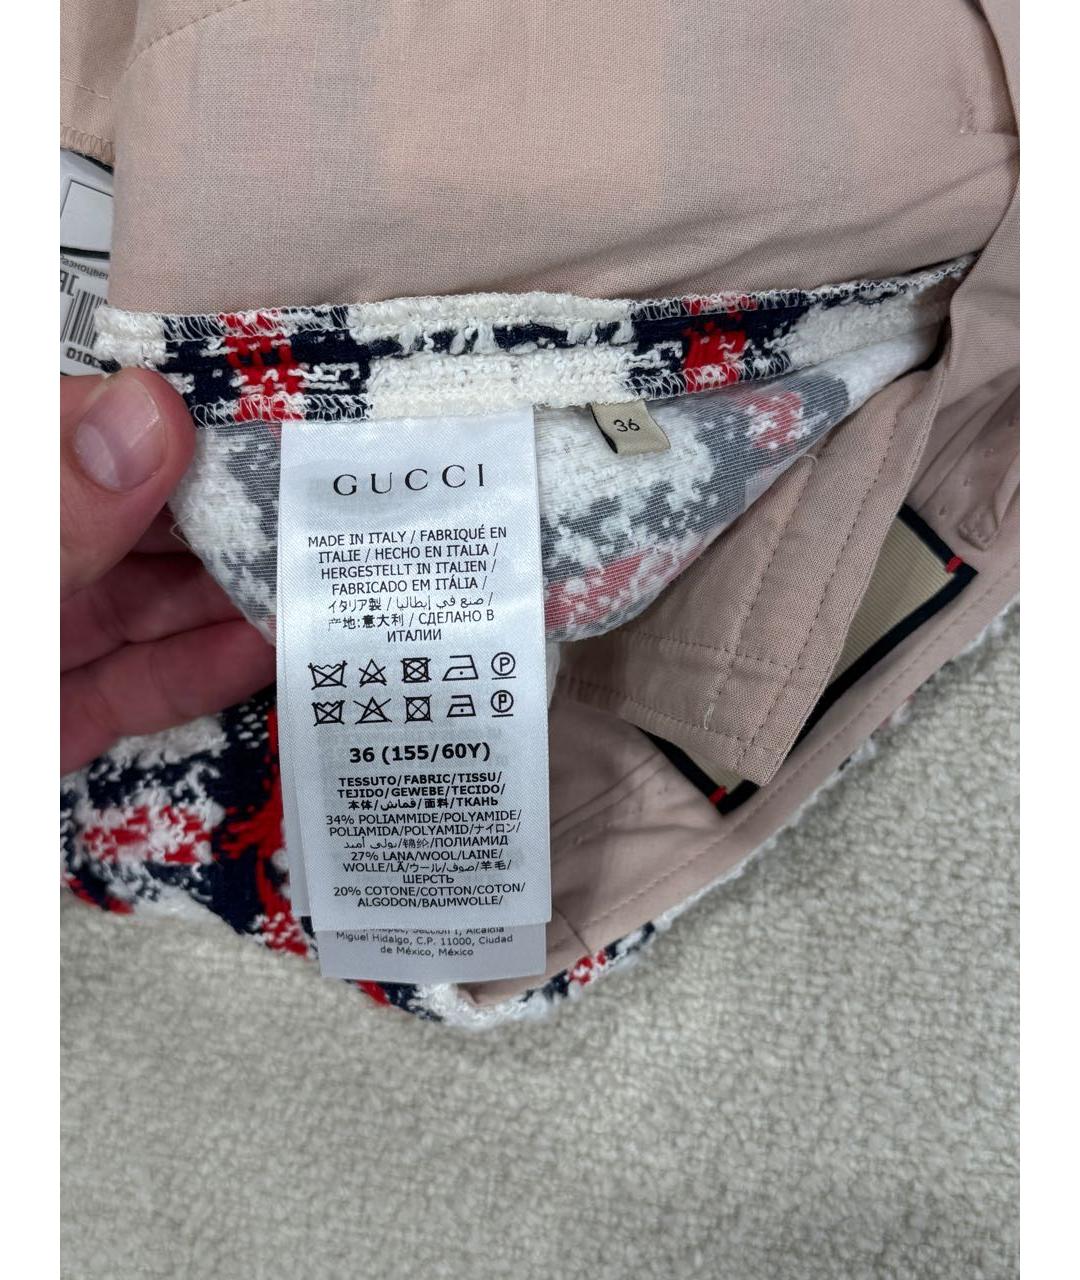 Разноцвет
36
GUCCI
MADE IN ITALY / FABRIQUÉ EN
ITALIE / HECHO EN ITALIA /
HERGESTELLT IN ITALIEN /
FABRICADO EM ITÁLIA /
イタリア製 / صنع في إيطاليا /
产地:意大利 / СДЕЛАНО В
ИТАЛИИ
P
P
36 (155/60Y)
TESSUTO/FABRIC/TISSU/
TEJIDO/GEWEBE/TECIDO/
本体/قماش/面料/ТКАНЬ
34% POLIAMMIDE/POLYAMIDE/
POLIAMIDA/POLYAMID/ナイロン/
بولي أميد/锦纶/ПОЛИАМИД
27% LANA/WOOL/LAINE/
WOLLE/LÃ/ウール/صوف/羊毛/
ШЕРСТЬ
20% COTONE/COTTON/COTON/
ALGODON/BAUMWOLLE/
Sección I, Alcaldía
Miguel Hidalgo, C.P. 11000, Ciudad
de México, México